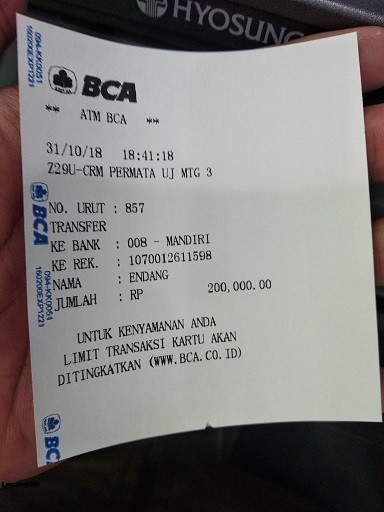 HYOSUNG
BCA
** ATM BCA **
31/10/18 18:41:18
Z29U-CRM PERMATA UJ MTG 3
NO. URUT : 857
TRANSFER
KE BANK : 008 - MANDIRI
KE REK. : 1070012611598
NAMA : ENDANG
JUMLAH : RP 200,000.00
UNTUK KENYAMANAN ANDA
LIMIT TRANSAKSI KARTU AKAN
DITINGKATKAN (WWW.BCA.CO.ID)
094-KK0051
160200EXP1221
BCA
094-KK0051
160200EXP1221
BCA